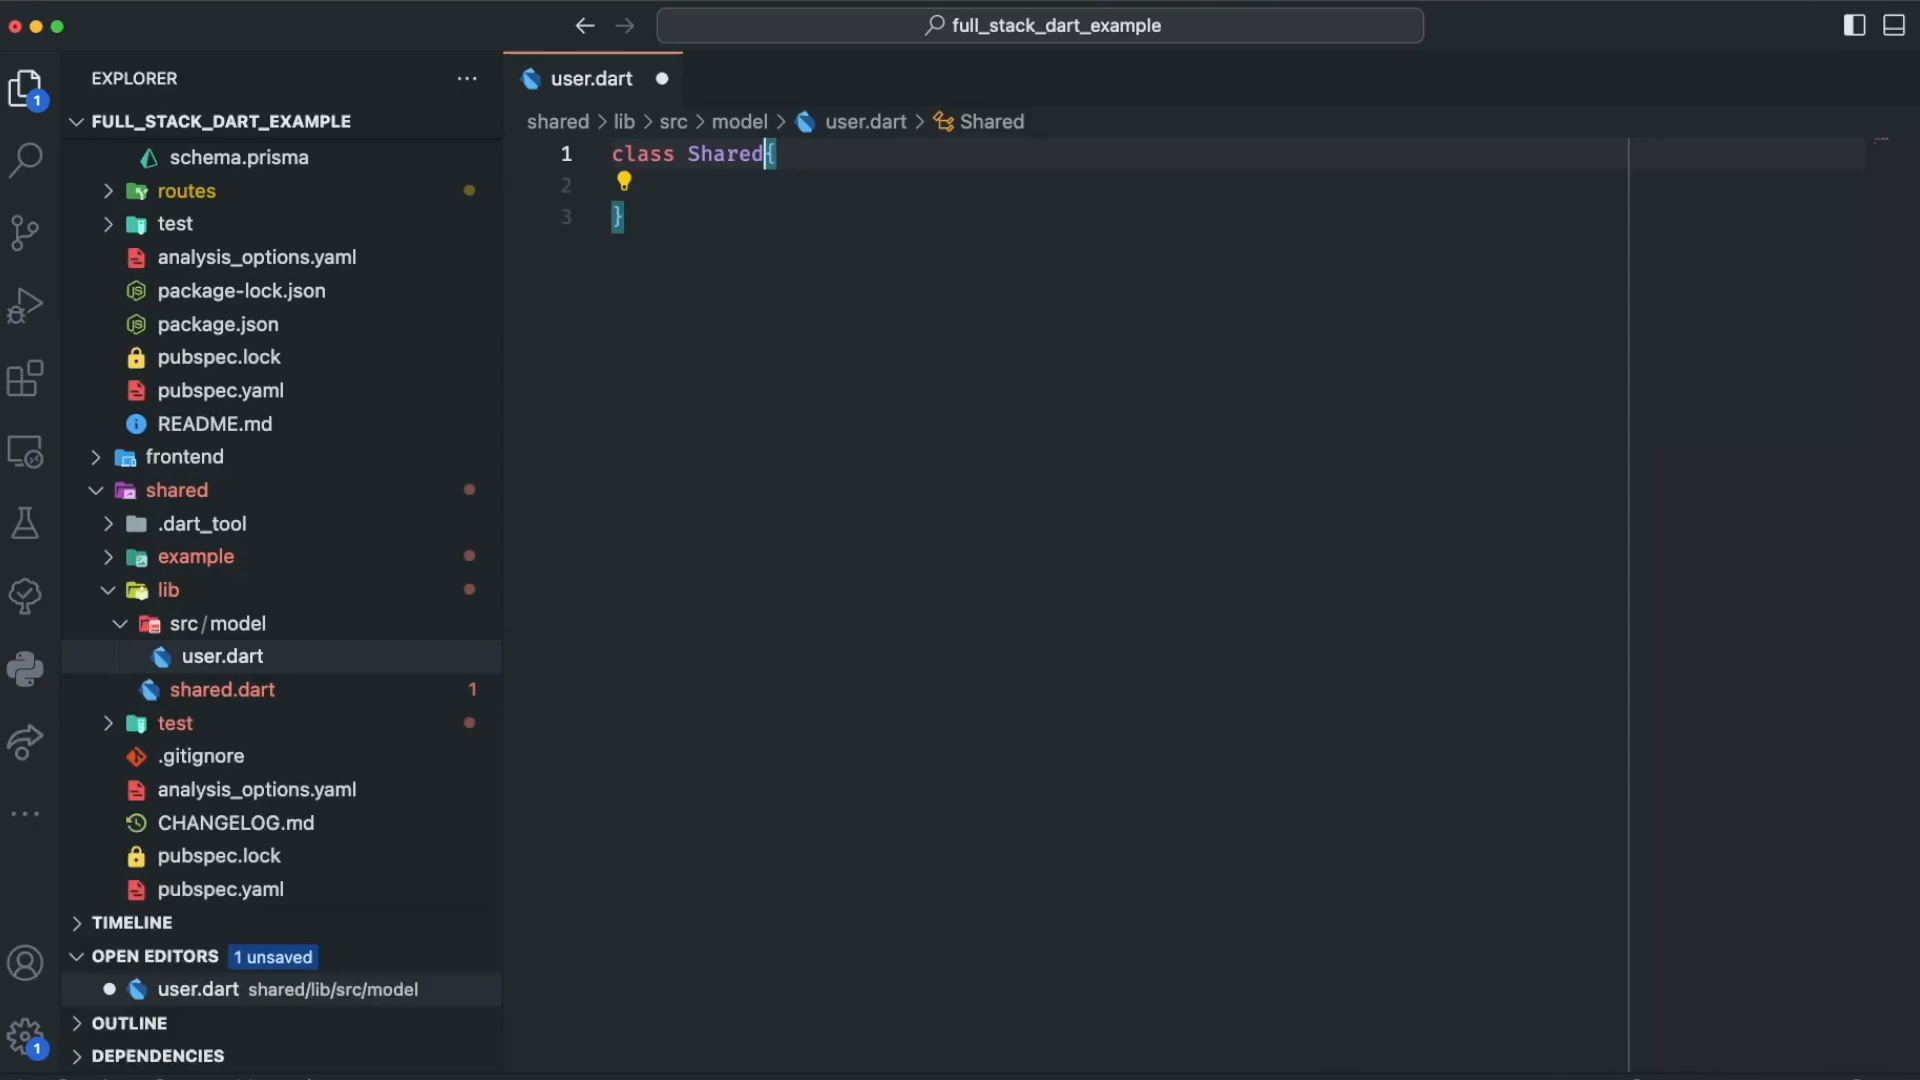 full_stack_dart_example
EXPLORER
user.dart
1
FULL_STACK_DART_EXAMPLE
shared > lib > src > model > user.dart > Shared
schema.prisma
routes
test
analysis_options.yaml
package-lock.json
package.json
pubspec.lock
pubspec.yaml
README.md
frontend
shared
.dart_tool
example
lib
src/model
user.dart
shared.dart 1
test
.gitignore
analysis_options.yaml
CHANGELOG.md
pubspec.lock
pubspec.yaml
TIMELINE
OPEN EDITORS 1 unsaved
user.dart shared/lib/src/model
OUTLINE
1
DEPENDENCIES
1 class Shared{
2
3 }